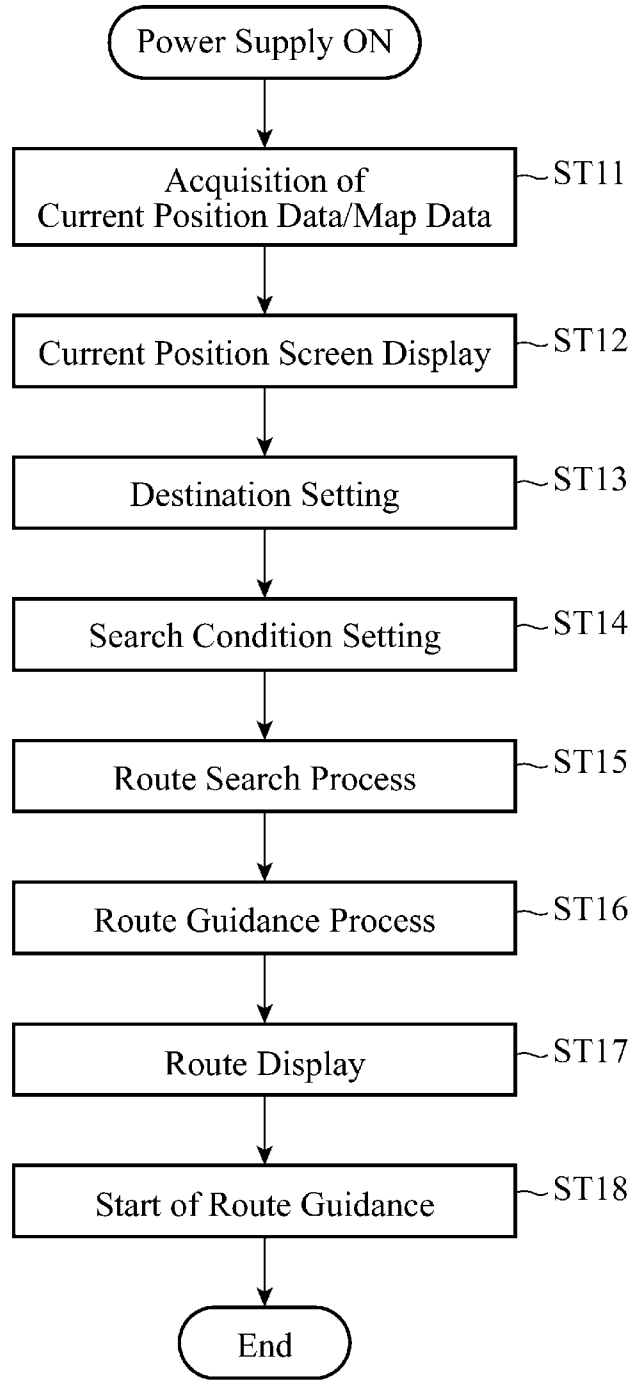 Power Supply ON
Acquisition of
Current Position Data/Map Data
ST11
Current Position Screen Display
ST12
Destination Setting
ST13
Search Condition Setting
ST14
Route Search Process
ST15
Route Guidance Process
ST16
Route Display
ST17
Start of Route Guidance
ST18
End